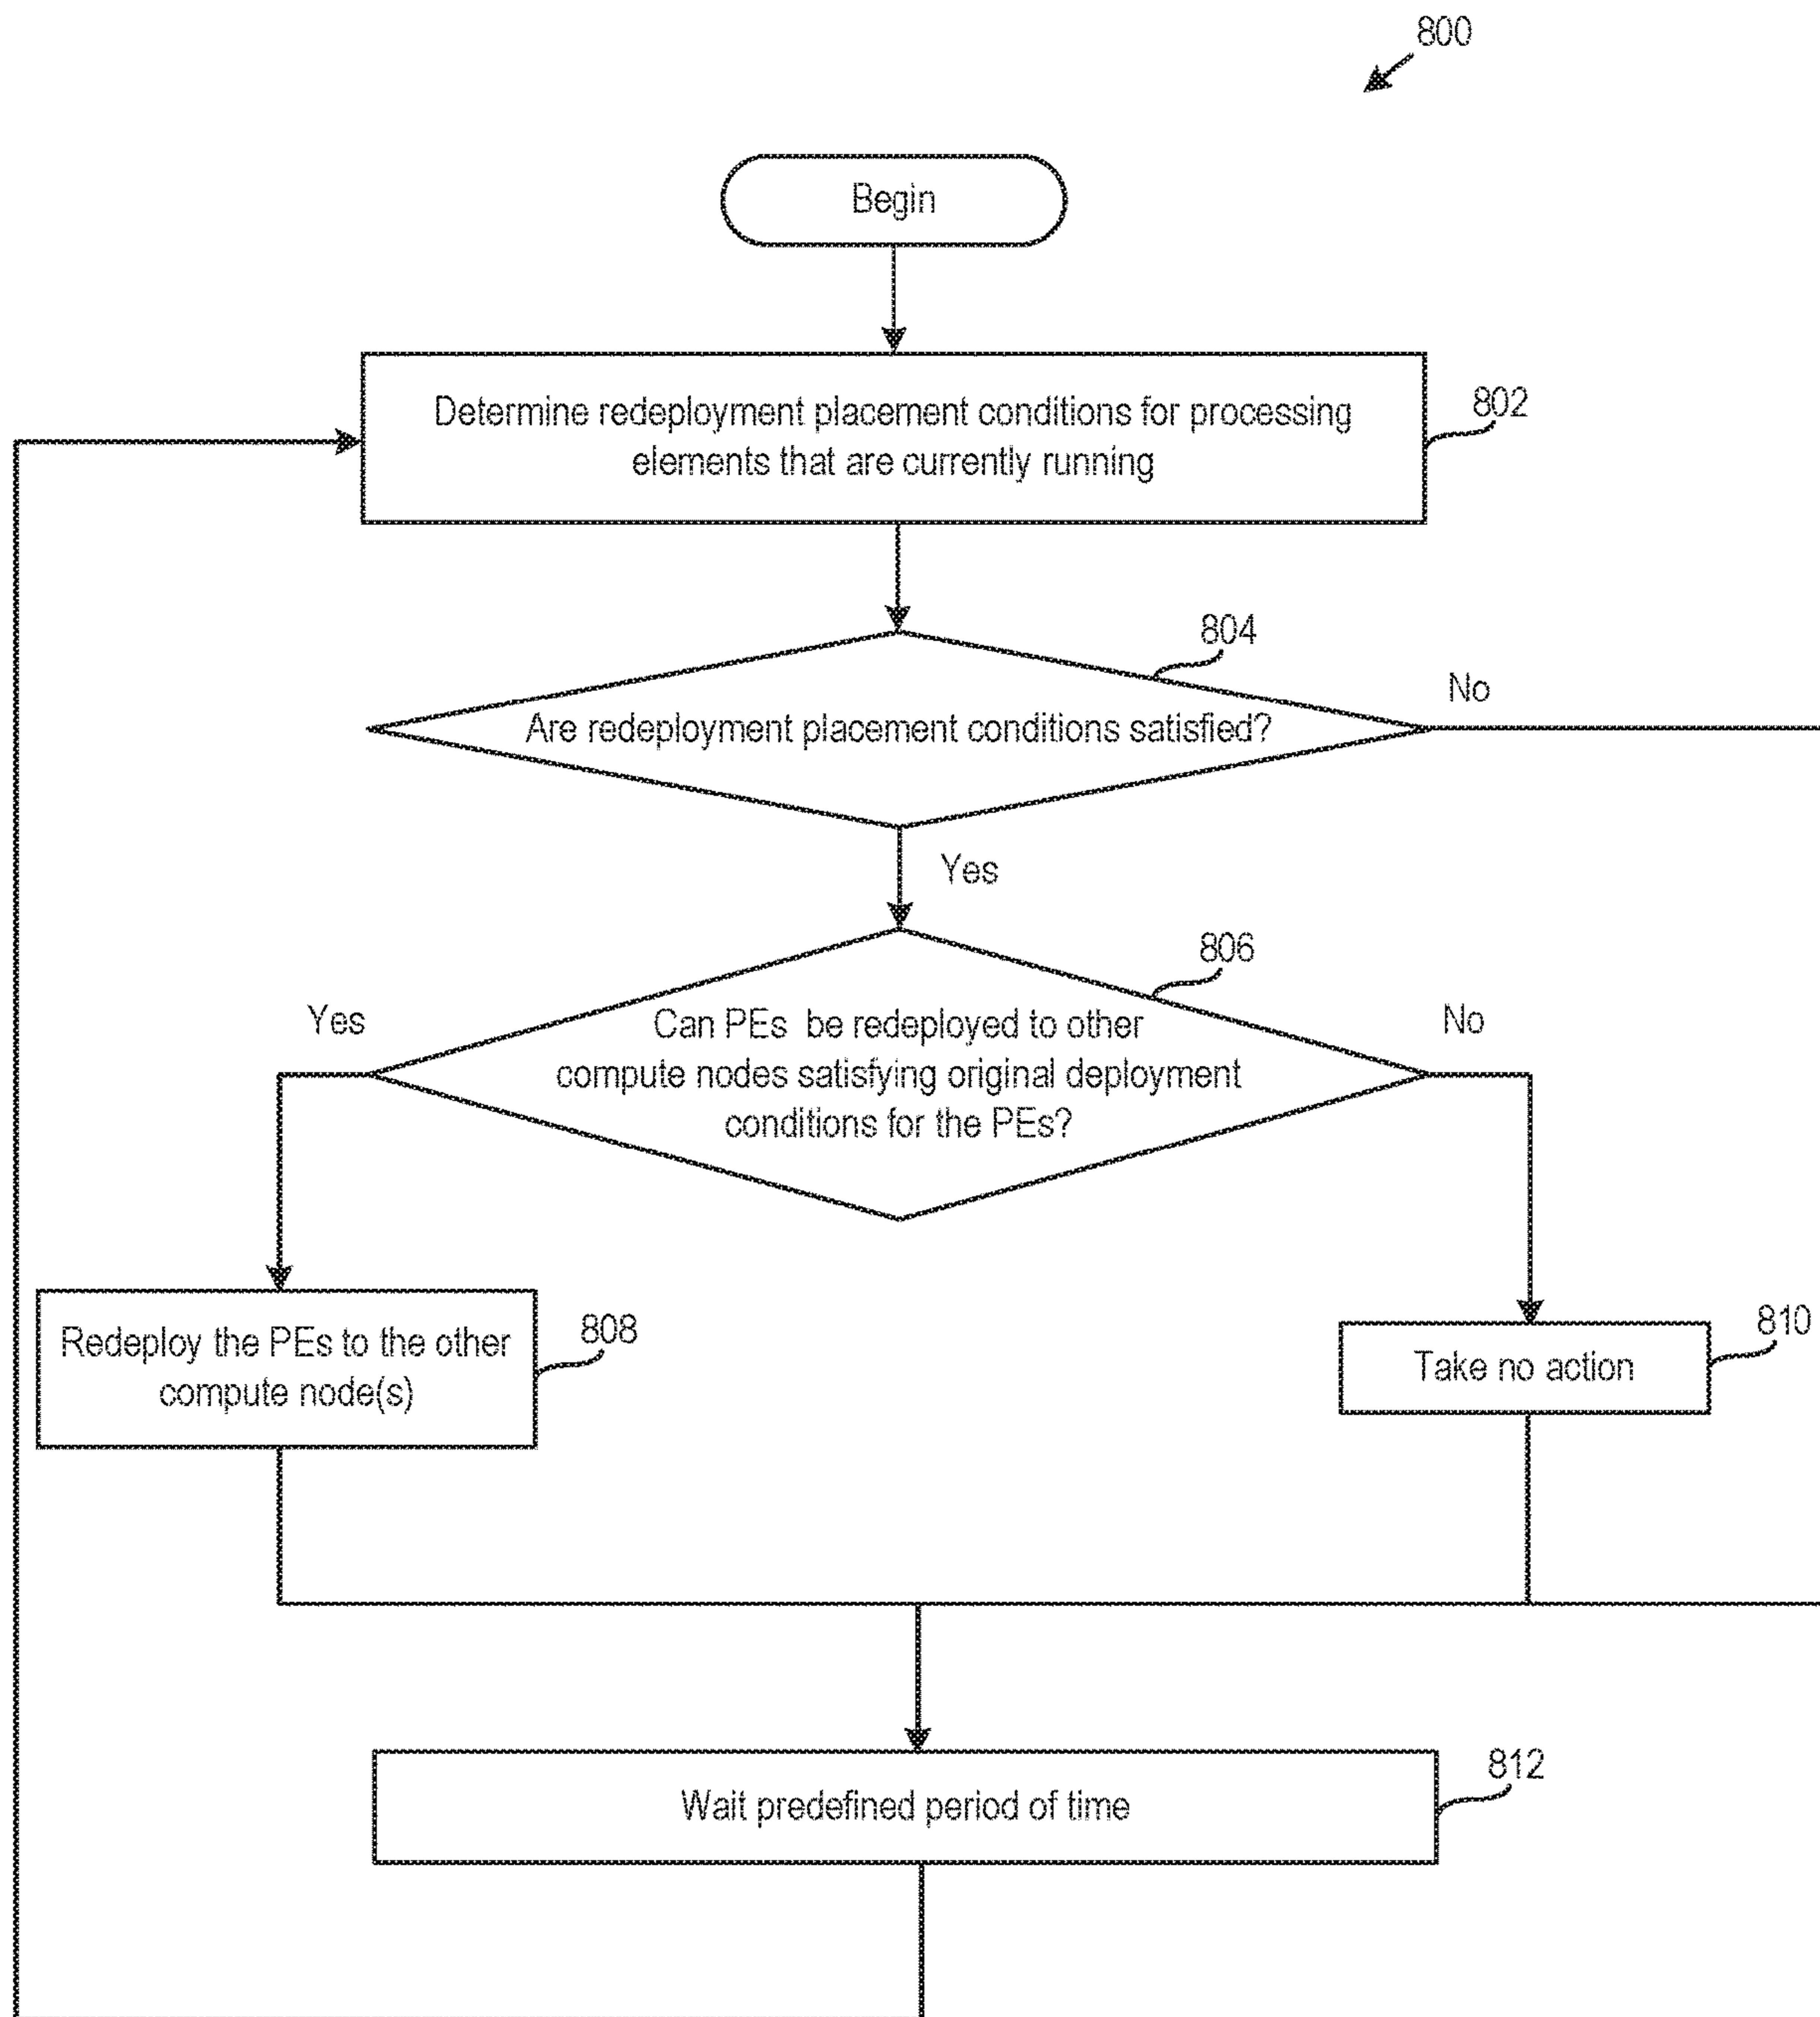 800
Begin
Determine redeployment placement conditions for processing
elements that are currently running
802
804
No
Are redeployment placement conditions satisfied?
Yes
806
Yes
No
Can PEs be redeployed to other
compute nodes satisfying original deployment
conditions for the PEs?
Redeploy the PEs to the other
compute node(s)
808
Take no action
810
Wait predefined period of time
812